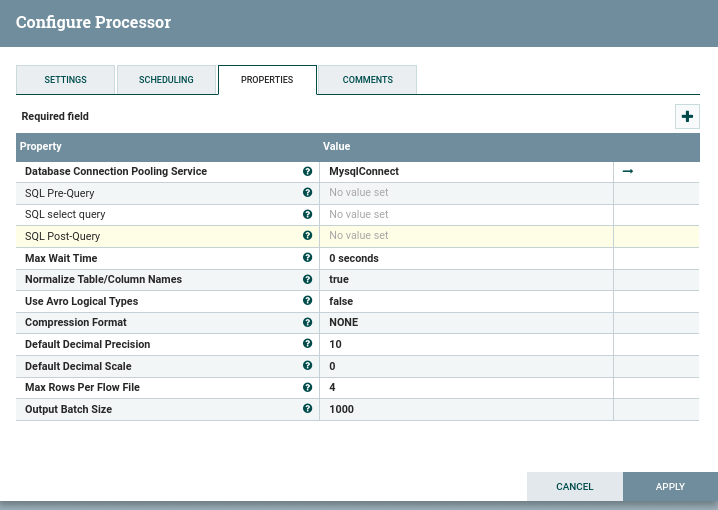 Configure Processor
SETTINGS SCHEDULING PROPERTIES COMMENTS
Required field
Property Value
Database Connection Pooling Service MysqlConnect
SQL Pre-Query No value set
SQL select query No value set
SQL Post-Query No value set
Max Wait Time 0 seconds
Normalize Table/Column Names true
Use Avro Logical Types false
Compression Format NONE
Default Decimal Precision 10
Default Decimal Scale 0
Max Rows Per Flow File 4
Output Batch Size 1000
CANCEL APPLY